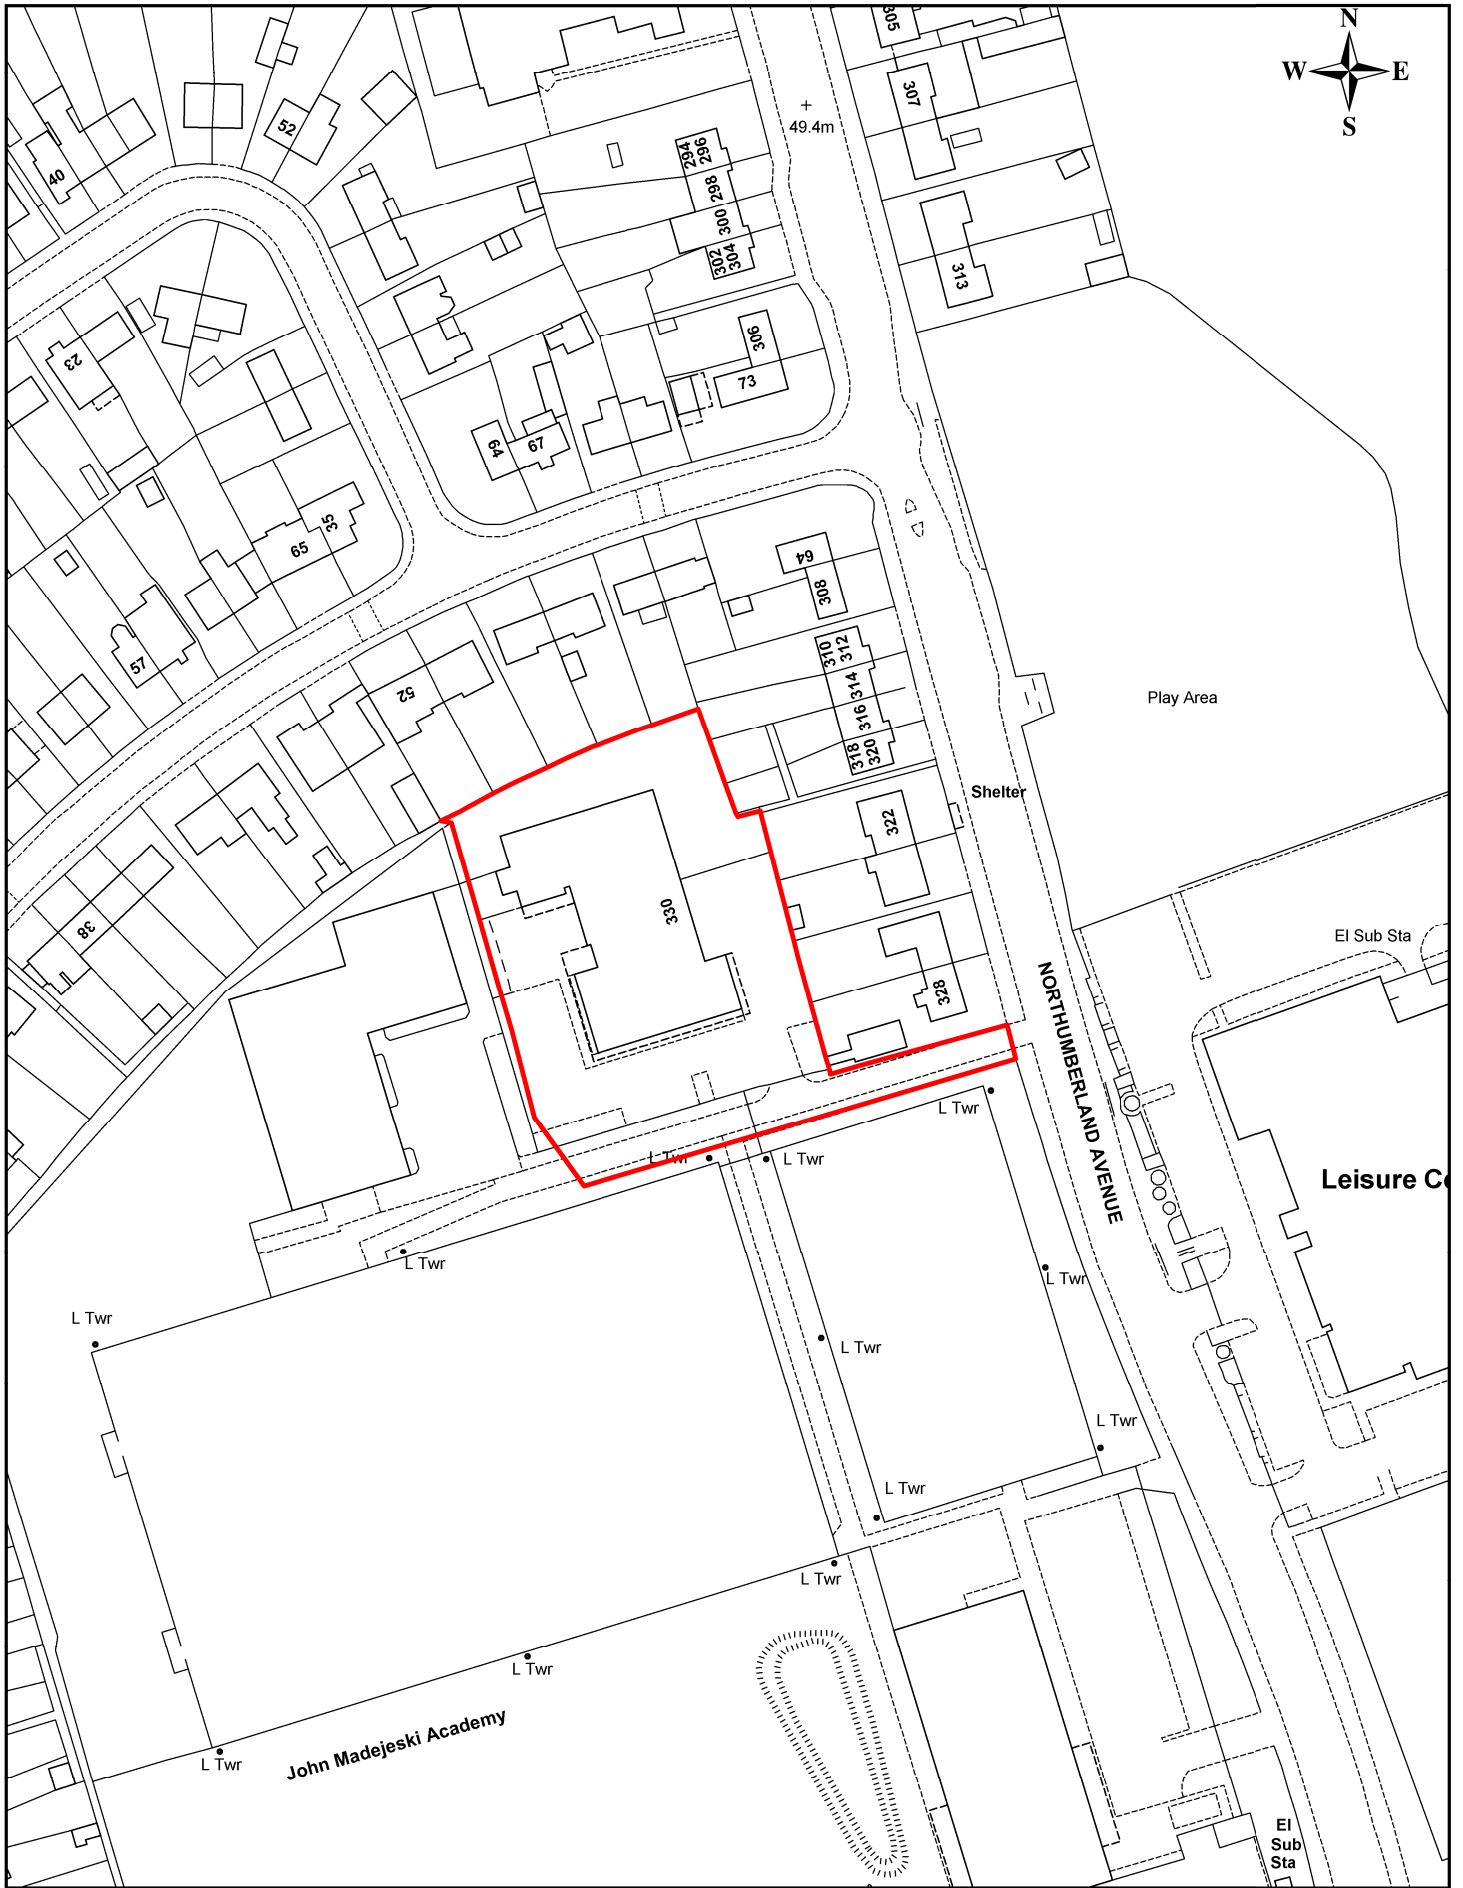 N
W E
S
305
307
49.4m
52
40
294
296
298
300
302
304
313
23
306
73
64
67
35
65
64
308
57
310
312
314
316
318
320
52
Play Area
Shelter
322
38
330
328
El Sub Sta
NORTHUMBERLAND AVENUE
L Twr
L Twr
L Twr
Leisure Ce
L Twr
L Twr
L Twr
L Twr
L Twr
L Twr
L Twr
L Twr
John Madejeski Academy
L Twr
El
Sub
Sta